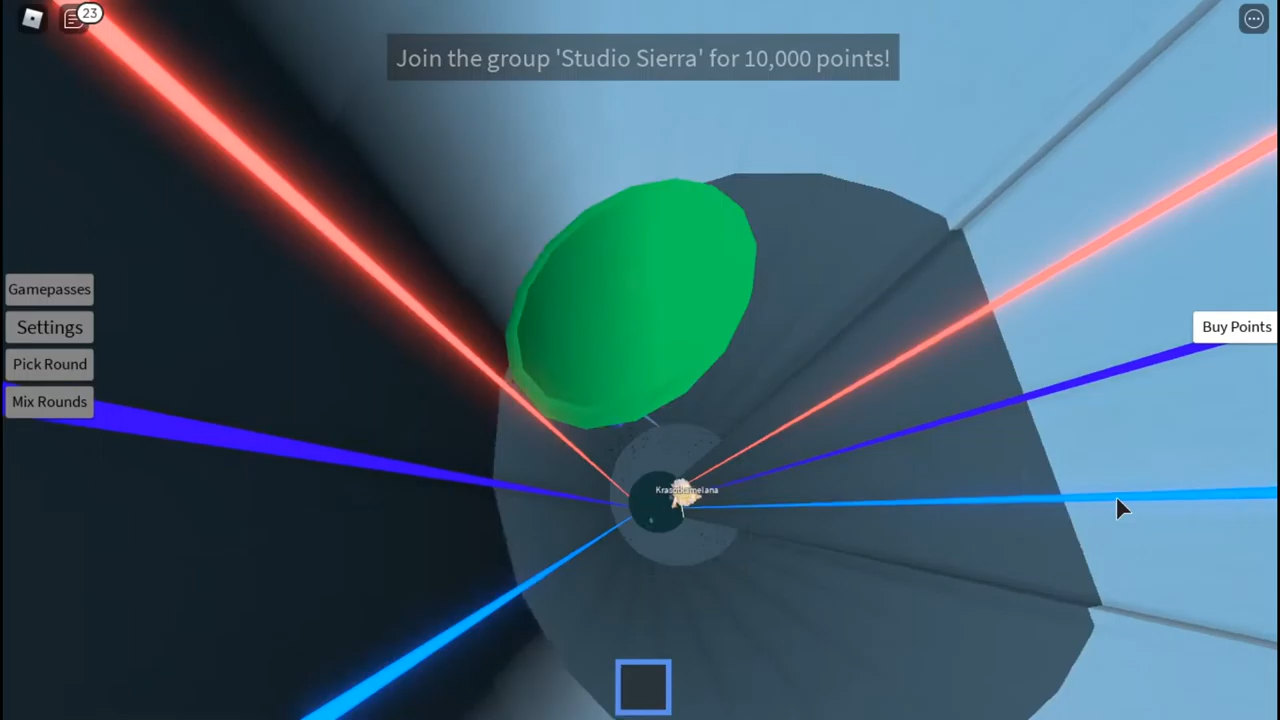 23
Join the group 'Studio Sierra' for 10,000 points!
Gamepasses
Settings
Pick Round
Mix Rounds
Buy Points